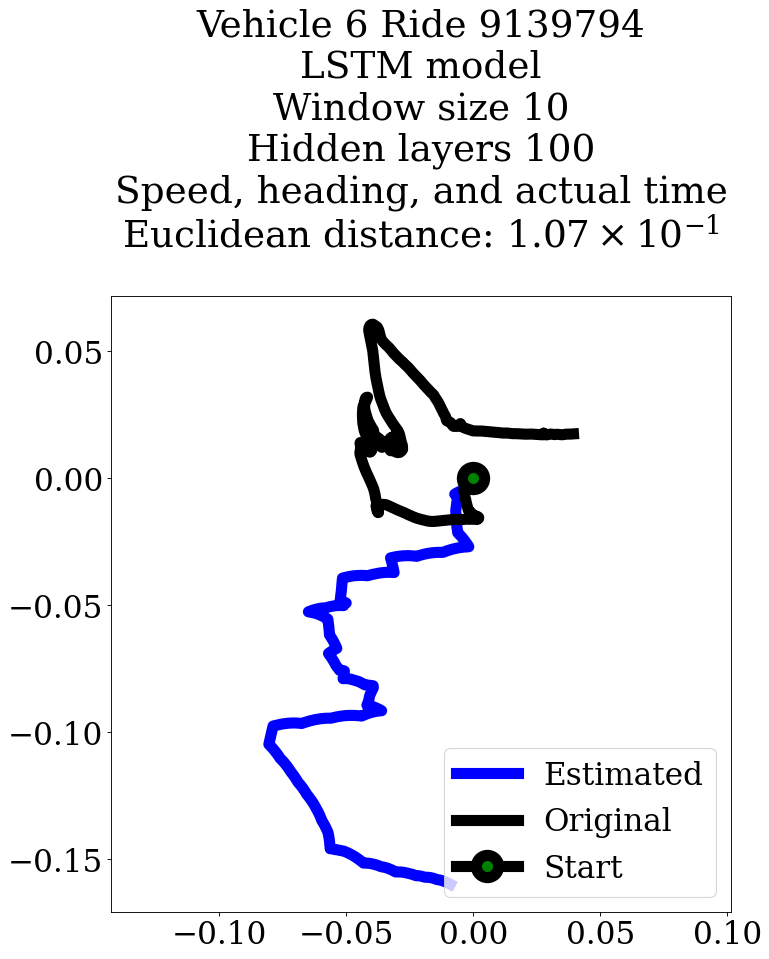 Vehicle 6 Ride 9139794
LSTM model
Window size 10
Hidden layers 100
Speed, heading, and actual time
Euclidean distance: 1.07 × 10⁻¹
0.05
0.00
−0.05
−0.10
−0.15
Estimated
Original
Start
−0.10 −0.05 0.00 0.05 0.10